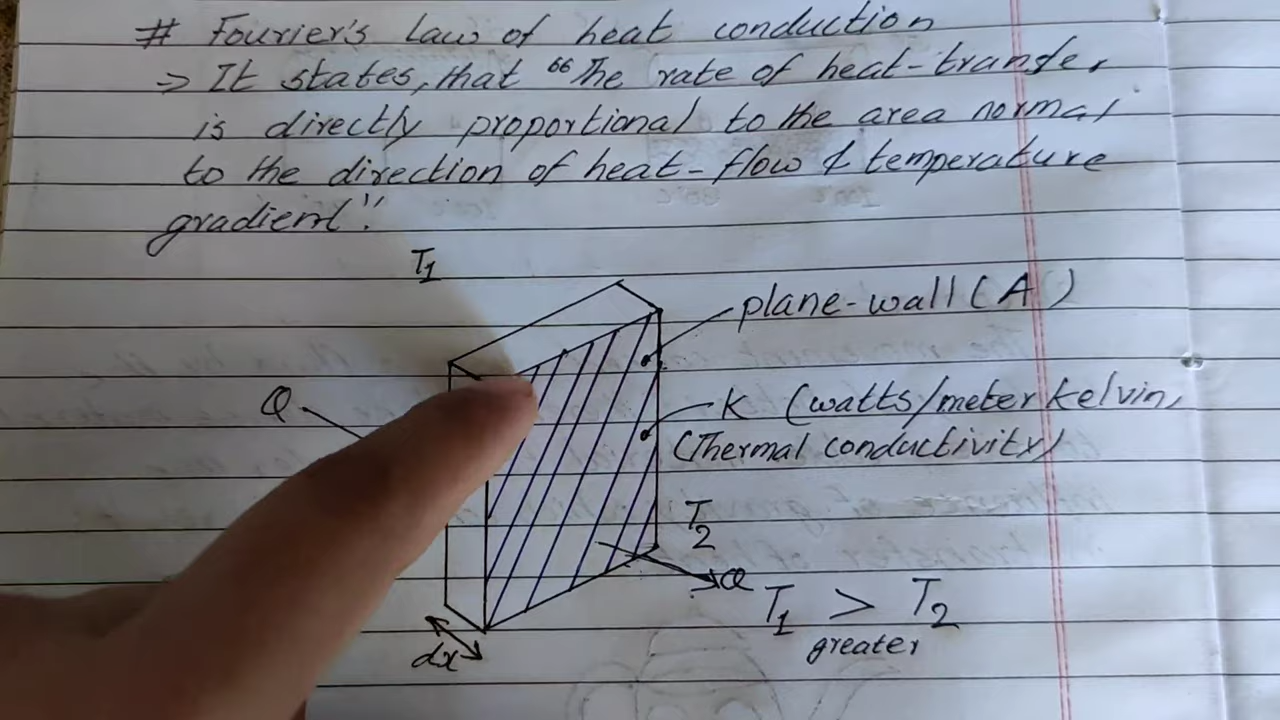 # Fourier's law of heat conduction
⇒ It states, that “The rate of heat-transfer
is directly proportional to the area normal
to the direction of heat-flow & temperature
gradient".
T1
plane-wall (A)
Q
K (watts/meter kelvin)
(Thermal conductivity)
T2
Q
T1 > T2
greater
dx